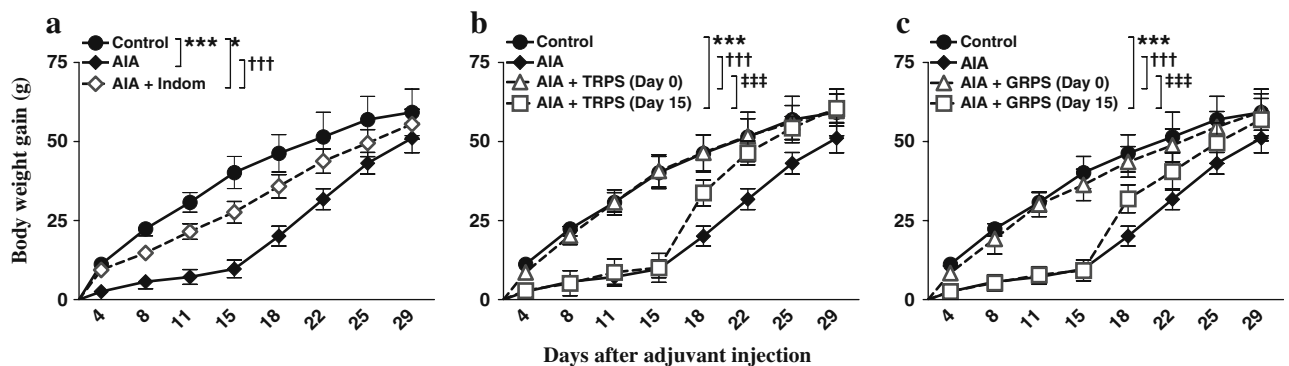 a
Control *** *
AIA †††
AIA + Indom
75
50
25
0
4 8 11 15 18 22 25 29
Body weight gain (g)
b
Control ***
AIA †††
AIA + TRPS (Day 0) ‡‡‡
AIA + TRPS (Day 15)
75
50
25
0
4 8 11 15 18 22 25 29
c
Control ***
AIA †††
AIA + GRPS (Day 0) ‡‡‡
AIA + GRPS (Day 15)
75
50
25
0
4 8 11 15 18 22 25 29
Days after adjuvant injection